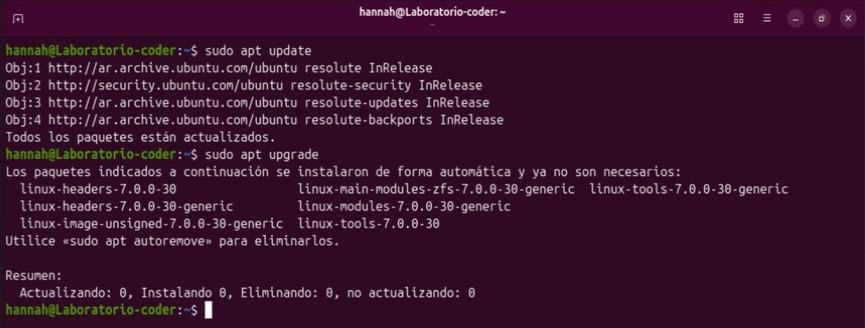 hannah@Laboratorio-coder: ~
~
hannah@Laboratorio-coder:~$ sudo apt update
Obj:1 http://ar.archive.ubuntu.com/ubuntu resolute InRelease
Obj:2 http://security.ubuntu.com/ubuntu resolute-security InRelease
Obj:3 http://ar.archive.ubuntu.com/ubuntu resolute-updates InRelease
Obj:4 http://ar.archive.ubuntu.com/ubuntu resolute-backports InRelease
Todos los paquetes están actualizados.
hannah@Laboratorio-coder:~$ sudo apt upgrade
Los paquetes indicados a continuación se instalaron de forma automática y ya no son necesarios:
  linux-headers-7.0.0-30                  linux-main-modules-zfs-7.0.0-30-generic  linux-tools-7.0.0-30-generic
  linux-headers-7.0.0-30-generic          linux-modules-7.0.0-30-generic
  linux-image-unsigned-7.0.0-30-generic  linux-tools-7.0.0-30
Utilice «sudo apt autoremove» para eliminarlos.

Resumen:
  Actualizando: 0, Instalando 0, Eliminando: 0, no actualizando: 0
hannah@Laboratorio-coder:~$